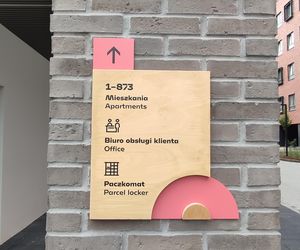 1–873
Mieszkania
Apartments
Biuro obsługi klienta
Office
Paczkomat
Parcel locker